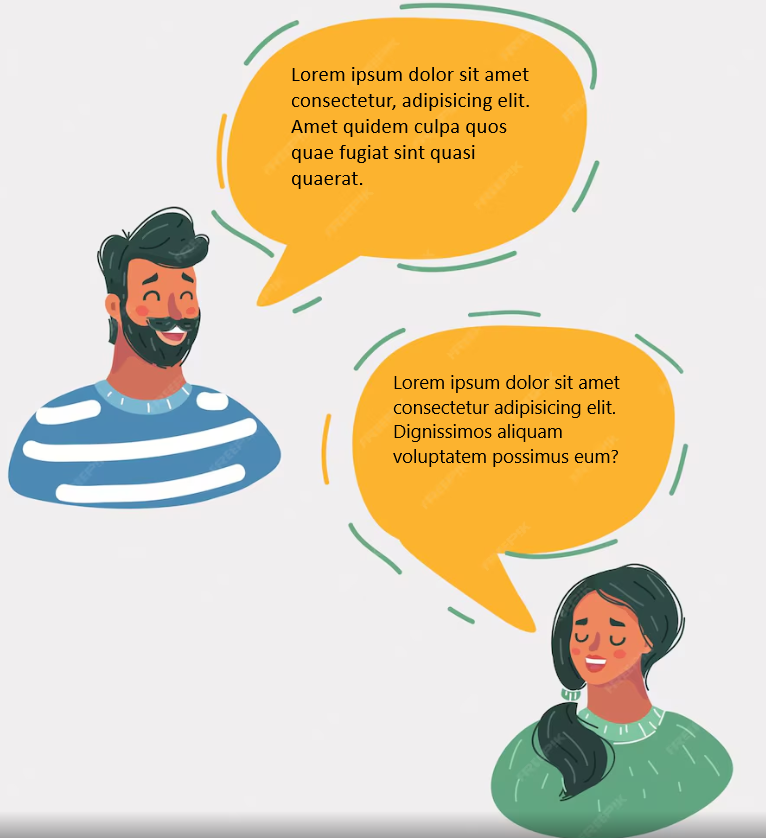 Lorem ipsum dolor sit amet
consectetur, adipisicing elit.
Amet quidem culpa quos
quae fugiat sint quasi
quaerat.
Lorem ipsum dolor sit amet
consectetur adipisicing elit.
Dignissimos aliquam
voluptatem possimus eum?